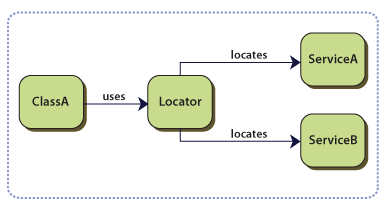 locates
ServiceA
ClassA
uses
Locator
locates
ServiceB